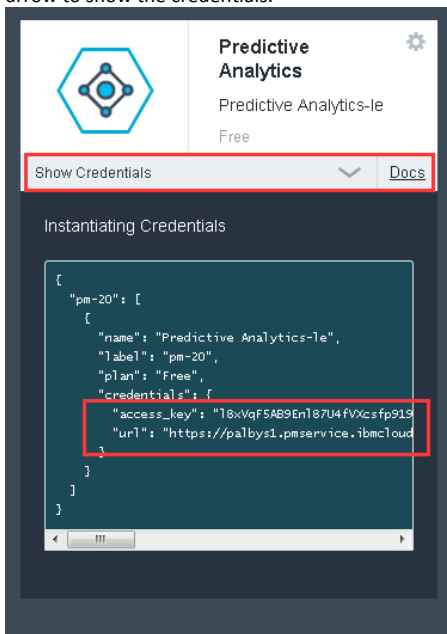 arrow to show the credentials.
Predictive
Analytics
Predictive Analytics-le
Free
Show Credentials
Docs
Instantiating Credentials
{
"pm-20": [
{
"name": "Predictive Analytics-le",
"label": "pm-20",
"plan": "Free",
"credentials": {
"access_key": "l8xVqF5AB9Enl87U4fVXcsfp919
"url": "https://palbys1.pmservice.ibmcloud
}
}
]
}